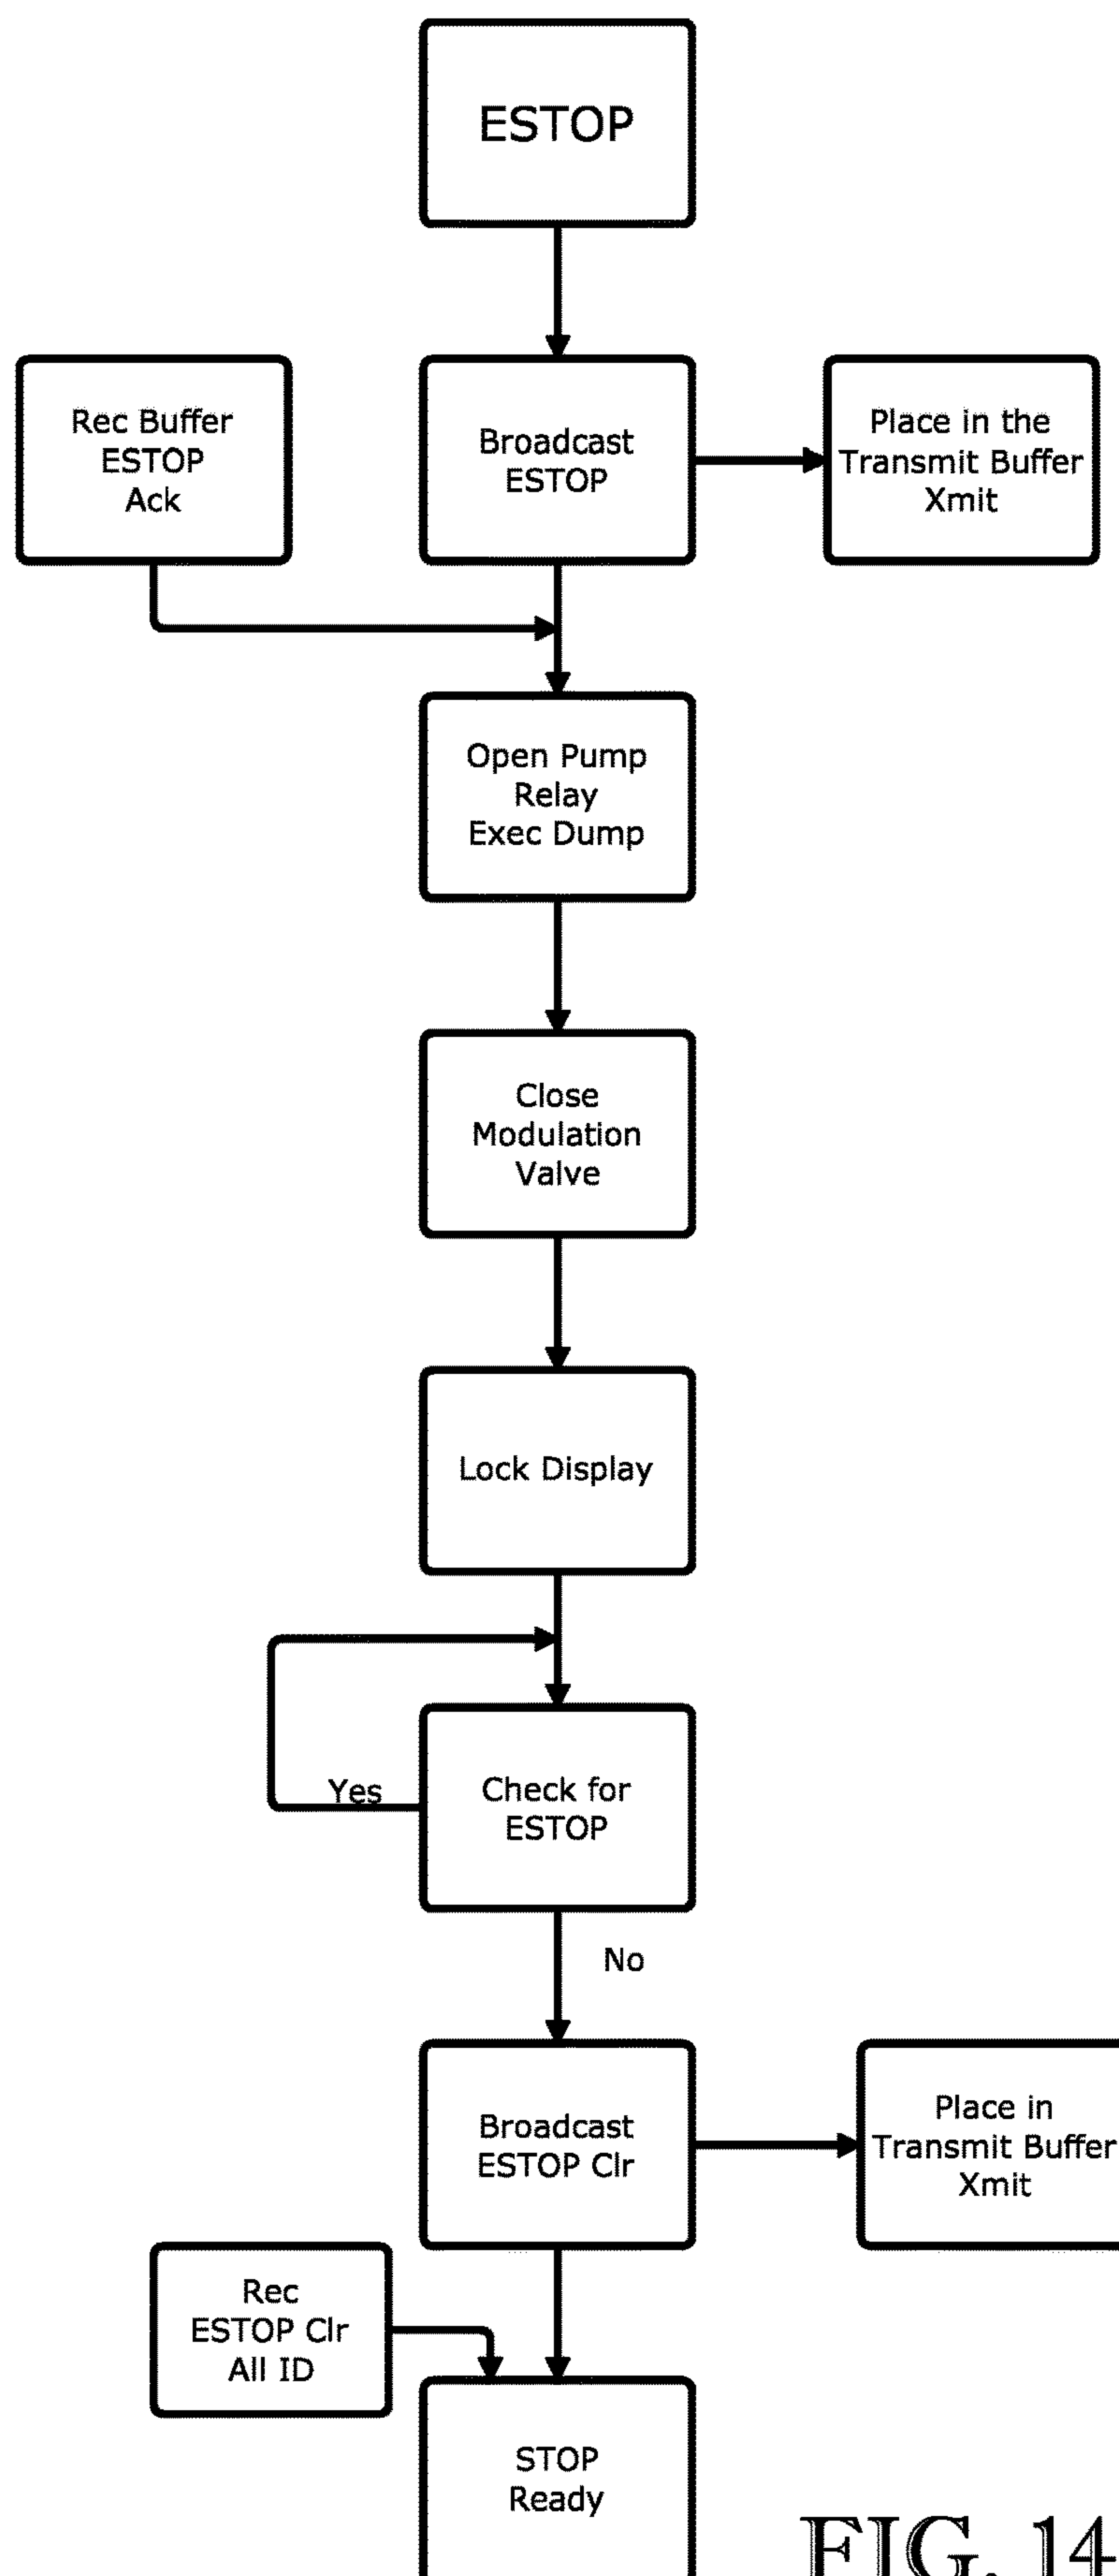 ESTOP
Rec Buffer
ESTOP
Ack
Broadcast
ESTOP
Place in the
Transmit Buffer
Xmit
Open Pump
Relay
Exec Dump
Close
Modulation
Valve
Lock Display
Yes
Check for
ESTOP
No
Broadcast
ESTOP Clr
Place in
Transmit Buffer
Xmit
Rec
ESTOP Clr
All ID
STOP
Ready
FIG. 14